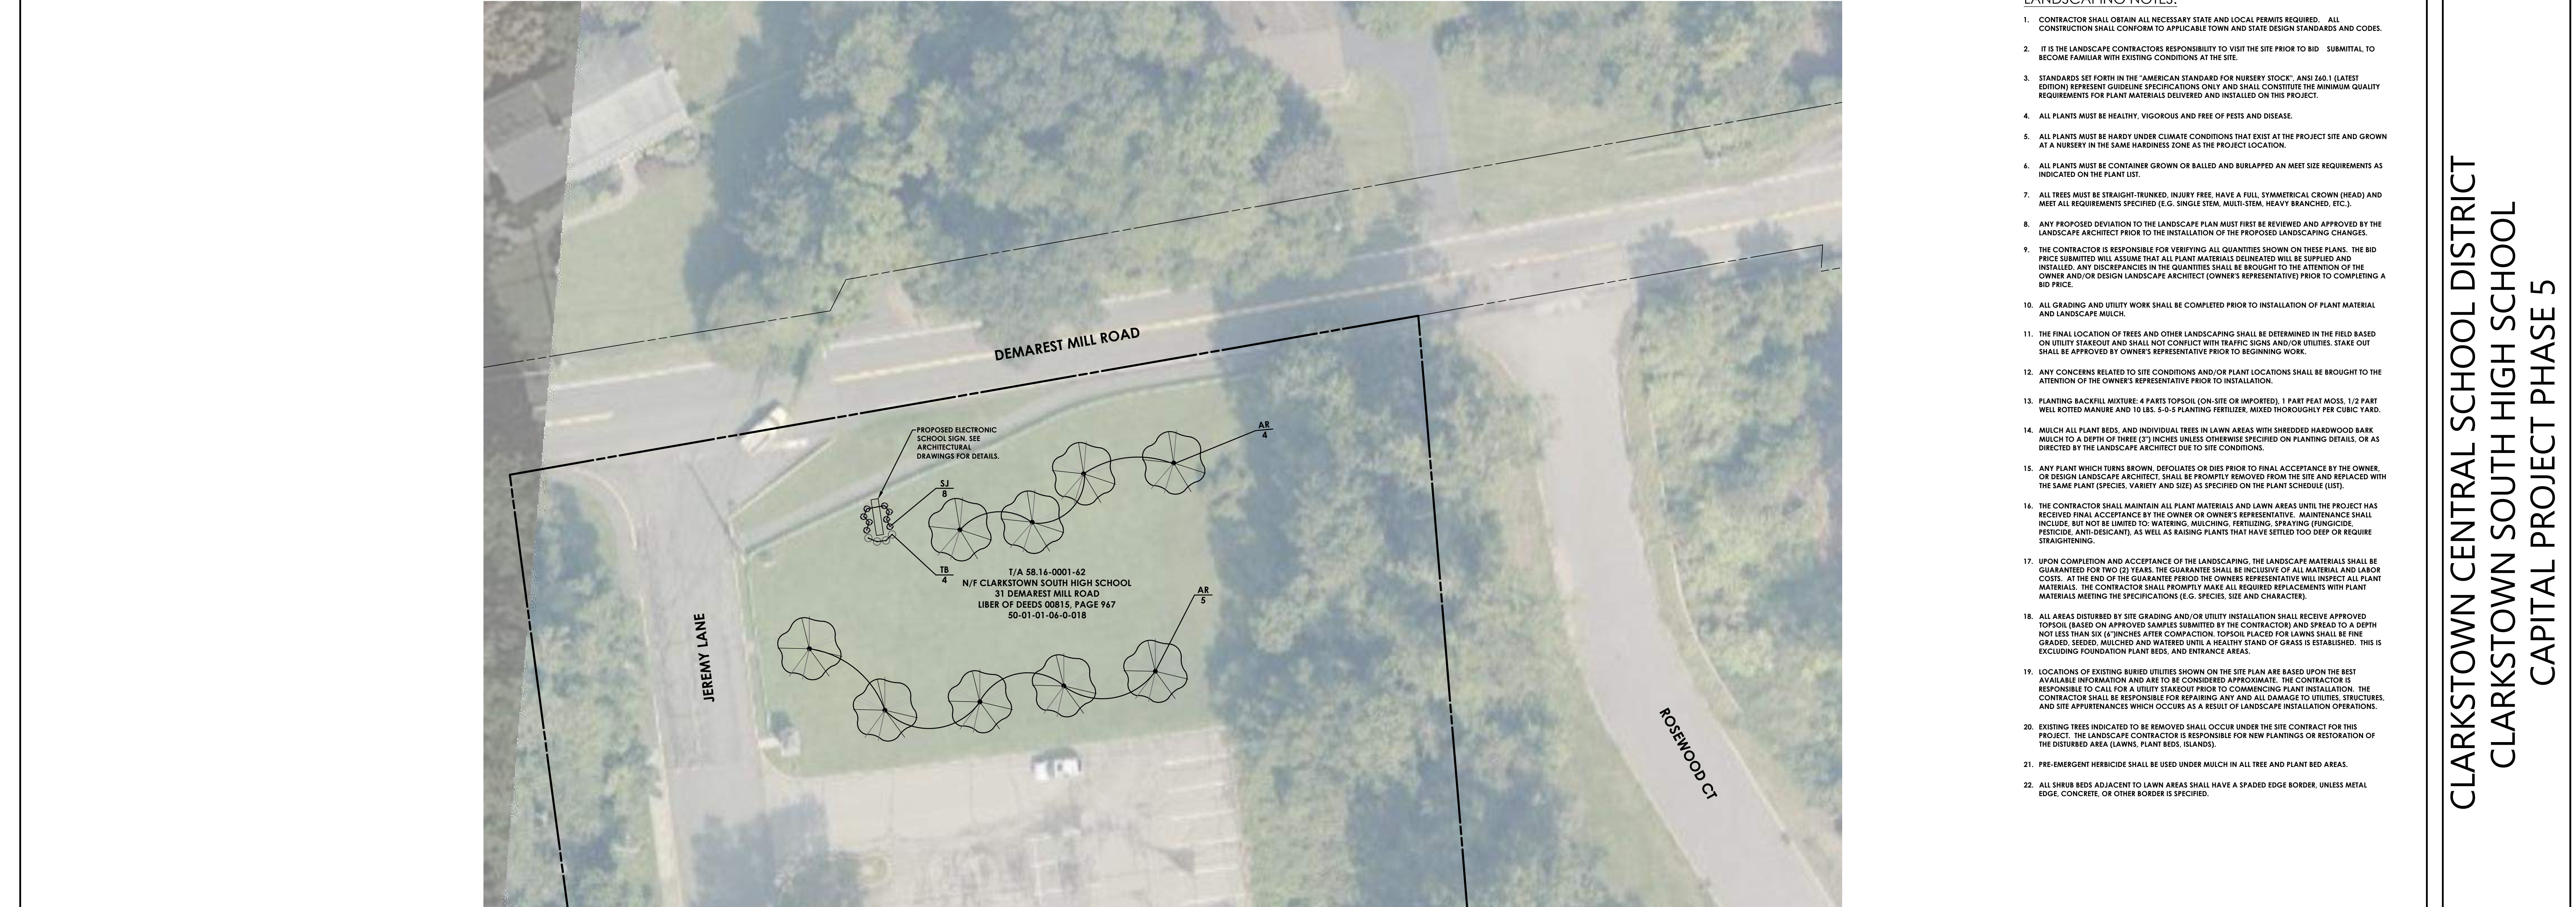 DEMAREST MILL ROAD
PROPOSED ELECTRONIC
SCHOOL SIGN. SEE
ARCHITECTURAL
DRAWINGS FOR DETAILS.
AR
4
SJ
8
TB
4
T/A 58.16-0001-62
N/F CLARKSTOWN SOUTH HIGH SCHOOL
31 DEMAREST MILL ROAD
LIBER OF DEEDS 00815, PAGE 967
50-01-01-06-0-018
AR
5
JEREMY LANE
ROSEWOOD CT
LANDSCAPING NOTES:
1. CONTRACTOR SHALL OBTAIN ALL NECESSARY STATE AND LOCAL PERMITS REQUIRED. ALL
CONSTRUCTION SHALL CONFORM TO APPLICABLE TOWN AND STATE DESIGN STANDARDS AND CODES.
2. IT IS THE LANDSCAPE CONTRACTORS RESPONSIBILITY TO VISIT THE SITE PRIOR TO BID SUBMITTAL, TO
BECOME FAMILIAR WITH EXISTING CONDITIONS AT THE SITE.
3. STANDARDS SET FORTH IN THE "AMERICAN STANDARD FOR NURSERY STOCK", ANSI Z60.1 (LATEST
EDITION) REPRESENT GUIDELINE SPECIFICATIONS ONLY AND SHALL CONSTITUTE THE MINIMUM QUALITY
REQUIREMENTS FOR PLANT MATERIALS DELIVERED AND INSTALLED ON THIS PROJECT.
4. ALL PLANTS MUST BE HEALTHY, VIGOROUS AND FREE OF PESTS AND DISEASE.
5. ALL PLANTS MUST BE HARDY UNDER CLIMATE CONDITIONS THAT EXIST AT THE PROJECT SITE AND GROWN
AT A NURSERY IN THE SAME HARDINESS ZONE AS THE PROJECT LOCATION.
6. ALL PLANTS MUST BE CONTAINER GROWN OR BALLED AND BURLAPPED AN MEET SIZE REQUIREMENTS AS
INDICATED ON THE PLANT LIST.
7. ALL TREES MUST BE STRAIGHT-TRUNKED, INJURY FREE, HAVE A FULL, SYMMETRICAL CROWN (HEAD) AND
MEET ALL REQUIREMENTS SPECIFIED (E.G. SINGLE STEM, MULTI-STEM, HEAVY BRANCHED, ETC.).
8. ANY PROPOSED DEVIATION TO THE LANDSCAPE PLAN MUST FIRST BE REVIEWED AND APPROVED BY THE
LANDSCAPE ARCHITECT PRIOR TO THE INSTALLATION OF THE PROPOSED LANDSCAPING CHANGES.
9. THE CONTRACTOR IS RESPONSIBLE FOR VERIFYING ALL QUANTITIES SHOWN ON THESE PLANS. THE BID
PRICE SUBMITTED WILL ASSUME THAT ALL PLANT MATERIALS DELINEATED WILL BE SUPPLIED AND
INSTALLED. ANY DISCREPANCIES IN THE QUANTITIES SHALL BE BROUGHT TO THE ATTENTION OF THE
OWNER AND/OR DESIGN LANDSCAPE ARCHITECT (OWNER'S REPRESENTATIVE) PRIOR TO COMPLETING A
BID PRICE.
10. ALL GRADING AND UTILITY WORK SHALL BE COMPLETED PRIOR TO INSTALLATION OF PLANT MATERIAL
AND LANDSCAPE MULCH.
11. THE FINAL LOCATION OF TREES AND OTHER LANDSCAPING SHALL BE DETERMINED IN THE FIELD BASED
ON UTILITY STAKEOUT AND SHALL NOT CONFLICT WITH TRAFFIC SIGNS AND/OR UTILITIES. STAKE OUT
SHALL BE APPROVED BY OWNER'S REPRESENTATIVE PRIOR TO BEGINNING WORK.
12. ANY CONCERNS RELATED TO SITE CONDITIONS AND/OR PLANT LOCATIONS SHALL BE BROUGHT TO THE
ATTENTION OF THE OWNER'S REPRESENTATIVE PRIOR TO INSTALLATION.
13. PLANTING BACKFILL MIXTURE: 4 PARTS TOPSOIL (ON-SITE OR IMPORTED), 1 PART PEAT MOSS, 1/2 PART
WELL ROTTED MANURE AND 10 LBS. 5-0-5 PLANTING FERTILIZER, MIXED THOROUGHLY PER CUBIC YARD.
14. MULCH ALL PLANT BEDS, AND INDIVIDUAL TREES IN LAWN AREAS WITH SHREDDED HARDWOOD BARK
MULCH TO A DEPTH OF THREE (3") INCHES UNLESS OTHERWISE SPECIFIED ON PLANTING DETAILS, OR AS
DIRECTED BY THE LANDSCAPE ARCHITECT DUE TO SITE CONDITIONS.
15. ANY PLANT WHICH TURNS BROWN, DEFOLIATES OR DIES PRIOR TO FINAL ACCEPTANCE BY THE OWNER,
OR DESIGN LANDSCAPE ARCHITECT, SHALL BE PROMPTLY REMOVED FROM THE SITE AND REPLACED WITH
THE SAME PLANT (SPECIES, VARIETY AND SIZE) AS SPECIFIED ON THE PLANT SCHEDULE (LIST).
16. THE CONTRACTOR SHALL MAINTAIN ALL PLANT MATERIALS AND LAWN AREAS UNTIL THE PROJECT HAS
RECEIVED FINAL ACCEPTANCE BY THE OWNER OR OWNER'S REPRESENTATIVE. MAINTENANCE SHALL
INCLUDE, BUT NOT BE LIMITED TO: WATERING, MULCHING, FERTILIZING, SPRAYING (FUNGICIDE,
PESTICIDE, ANTI-DESICANT), AS WELL AS RAISING PLANTS THAT HAVE SETTLED TOO DEEP OR REQUIRE
STRAIGHTENING.
17. UPON COMPLETION AND ACCEPTANCE OF THE LANDSCAPING, THE LANDSCAPE MATERIALS SHALL BE
GUARANTEED FOR TWO (2) YEARS. THE GUARANTEE SHALL BE INCLUSIVE OF ALL MATERIAL AND LABOR
COSTS. AT THE END OF THE GUARANTEE PERIOD THE OWNERS REPRESENTATIVE WILL INSPECT ALL PLANT
MATERIALS. THE CONTRACTOR SHALL PROMPTLY MAKE ALL REQUIRED REPLACEMENTS WITH PLANT
MATERIALS MEETING THE SPECIFICATIONS (E.G. SPECIES, SIZE AND CHARACTER).
18. ALL AREAS DISTURBED BY SITE GRADING AND/OR UTILITY INSTALLATION SHALL RECEIVE APPROVED
TOPSOIL (BASED ON APPROVED SAMPLES SUBMITTED BY THE CONTRACTOR) AND SPREAD TO A DEPTH
NOT LESS THAN SIX (6")INCHES AFTER COMPACTION. TOPSOIL PLACED FOR LAWNS SHALL BE FINE
GRADED, SEEDED, MULCHED AND WATERED UNTIL A HEALTHY STAND OF GRASS IS ESTABLISHED. THIS IS
EXCLUDING FOUNDATION PLANT BEDS, AND ENTRANCE AREAS.
19. LOCATIONS OF EXISTING BURIED UTILITIES SHOWN ON THE SITE PLAN ARE BASED UPON THE BEST
AVAILABLE INFORMATION AND ARE TO BE CONSIDERED APPROXIMATE. THE CONTRACTOR IS
RESPONSIBLE TO CALL FOR A UTILITY STAKEOUT PRIOR TO COMMENCING PLANT INSTALLATION. THE
CONTRACTOR SHALL BE RESPONSIBLE FOR REPAIRING ANY AND ALL DAMAGE TO UTILITIES, STRUCTURES,
AND SITE APPURTENANCES WHICH OCCURS AS A RESULT OF LANDSCAPE INSTALLATION OPERATIONS.
20. EXISTING TREES INDICATED TO BE REMOVED SHALL OCCUR UNDER THE SITE CONTRACT FOR THIS
PROJECT. THE LANDSCAPE CONTRACTOR IS RESPONSIBLE FOR NEW PLANTINGS OR RESTORATION OF
THE DISTURBED AREA (LAWNS, PLANT BEDS, ISLANDS).
21. PRE-EMERGENT HERBICIDE SHALL BE USED UNDER MULCH IN ALL TREE AND PLANT BED AREAS.
22. ALL SHRUB BEDS ADJACENT TO LAWN AREAS SHALL HAVE A SPADED EDGE BORDER, UNLESS METAL
EDGE, CONCRETE, OR OTHER BORDER IS SPECIFIED.
CLARKSTOWN CENTRAL SCHOOL DISTRICT
CLARKSTOWN SOUTH HIGH SCHOOL
CAPITAL PROJECT PHASE 5